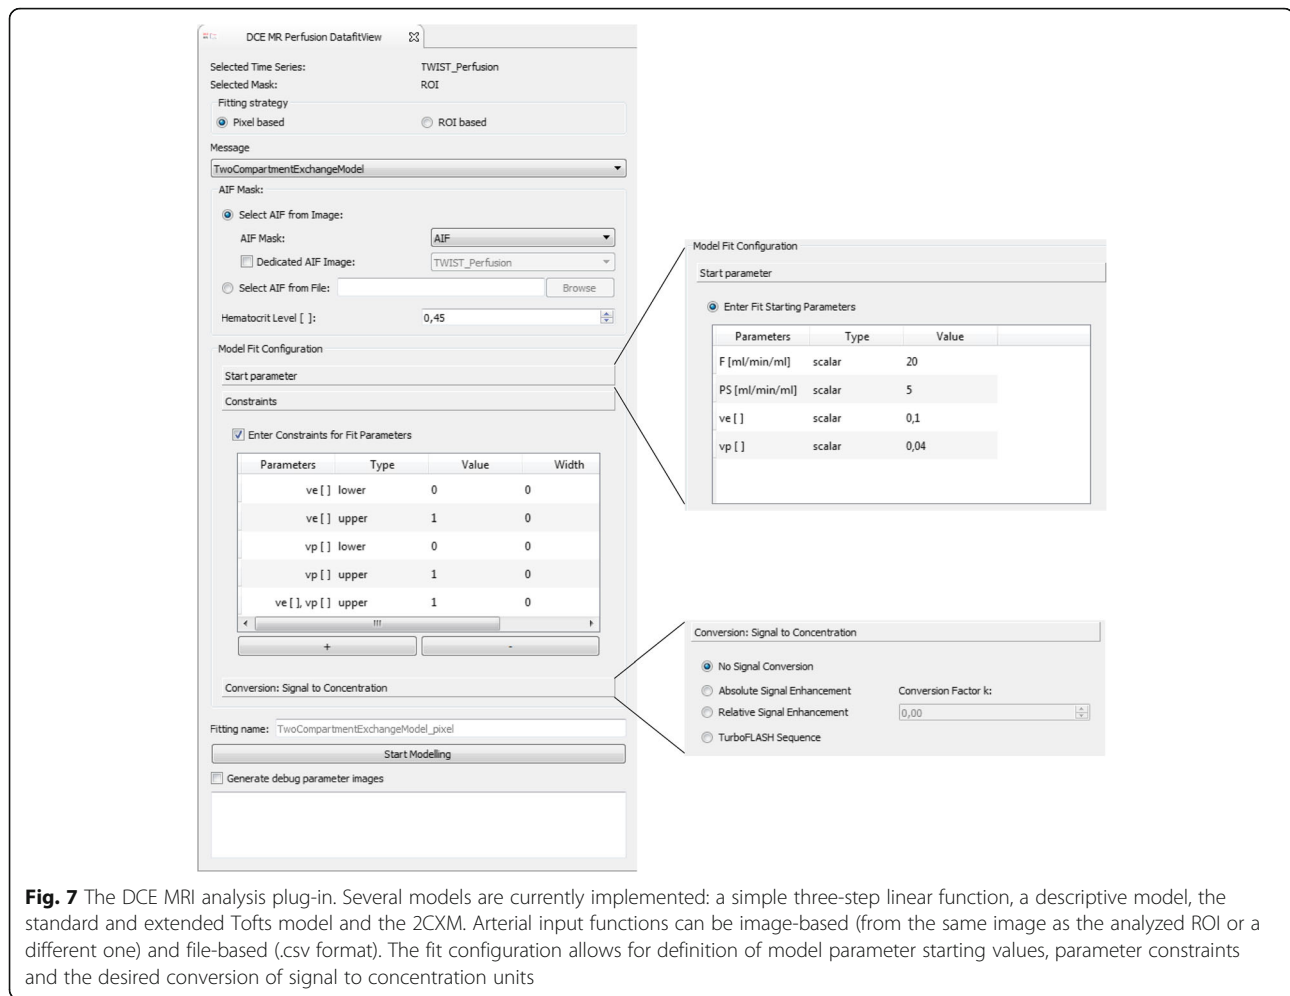 DCE MR Perfusion DatafitView
Selected Time Series: TWIST_Perfusion
Selected Mask: ROI
Fitting strategy
Pixel based ROI based
Message
TwoCompartmentExchangeModel
AIF Mask:
Select AIF from Image:
AIF Mask: AIF
Dedicated AIF Image: TWIST_Perfusion
Select AIF from File: Browse
Hematocrit Level [ ]: 0,45
Model Fit Configuration
Start parameter
Constraints
Enter Constraints for Fit Parameters
Parameters Type Value Width
ve [ ] lower 0 0
ve [ ] upper 1 0
vp [ ] lower 0 0
vp [ ] upper 1 0
ve [ ], vp [ ] upper 1 0
+ -
Conversion: Signal to Concentration
Fitting name: TwoCompartmentExchangeModel_pixel
Start Modelling
Generate debug parameter images
Model Fit Configuration
Start parameter
Enter Fit Starting Parameters
Parameters Type Value
F [ml/min/ml] scalar 20
PS [ml/min/ml] scalar 5
ve [ ] scalar 0,1
vp [ ] scalar 0,04
Conversion: Signal to Concentration
No Signal Conversion
Absolute Signal Enhancement Conversion Factor k:
Relative Signal Enhancement 0,00
TurboFLASH Sequence
Fig. 7 The DCE MRI analysis plug-in. Several models are currently implemented: a simple three-step linear function, a descriptive model, the
standard and extended Tofts model and the 2CXM. Arterial input functions can be image-based (from the same image as the analyzed ROI or a
different one) and file-based (.csv format). The fit configuration allows for definition of model parameter starting values, parameter constraints
and the desired conversion of signal to concentration units